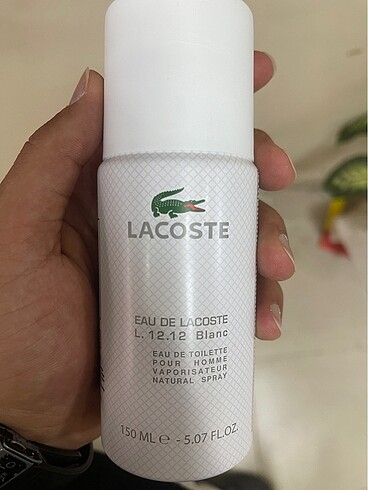 LACOSTE
EAU DE LACOSTE
L.12.12 Blanc
EAU DE TOILETTE
POUR HOMME
VAPORISATEUR
NATURAL SPRAY
150 ML ℮ - 5.07 FL.OZ.